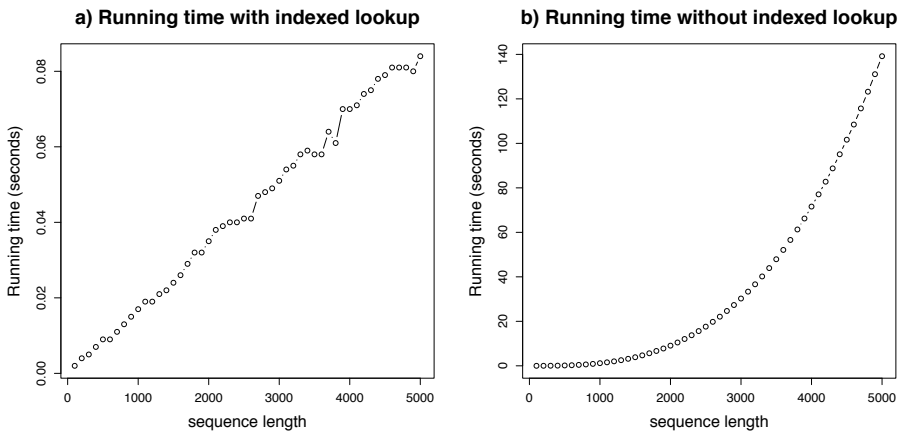 a) Running time with indexed lookup
Running time (seconds)
0.08
0.06
0.04
0.02
0.00
0 1000 2000 3000 4000 5000
sequence length
b) Running time without indexed lookup
Running time (seconds)
140
120
100
80
60
40
20
0
0 1000 2000 3000 4000 5000
sequence length